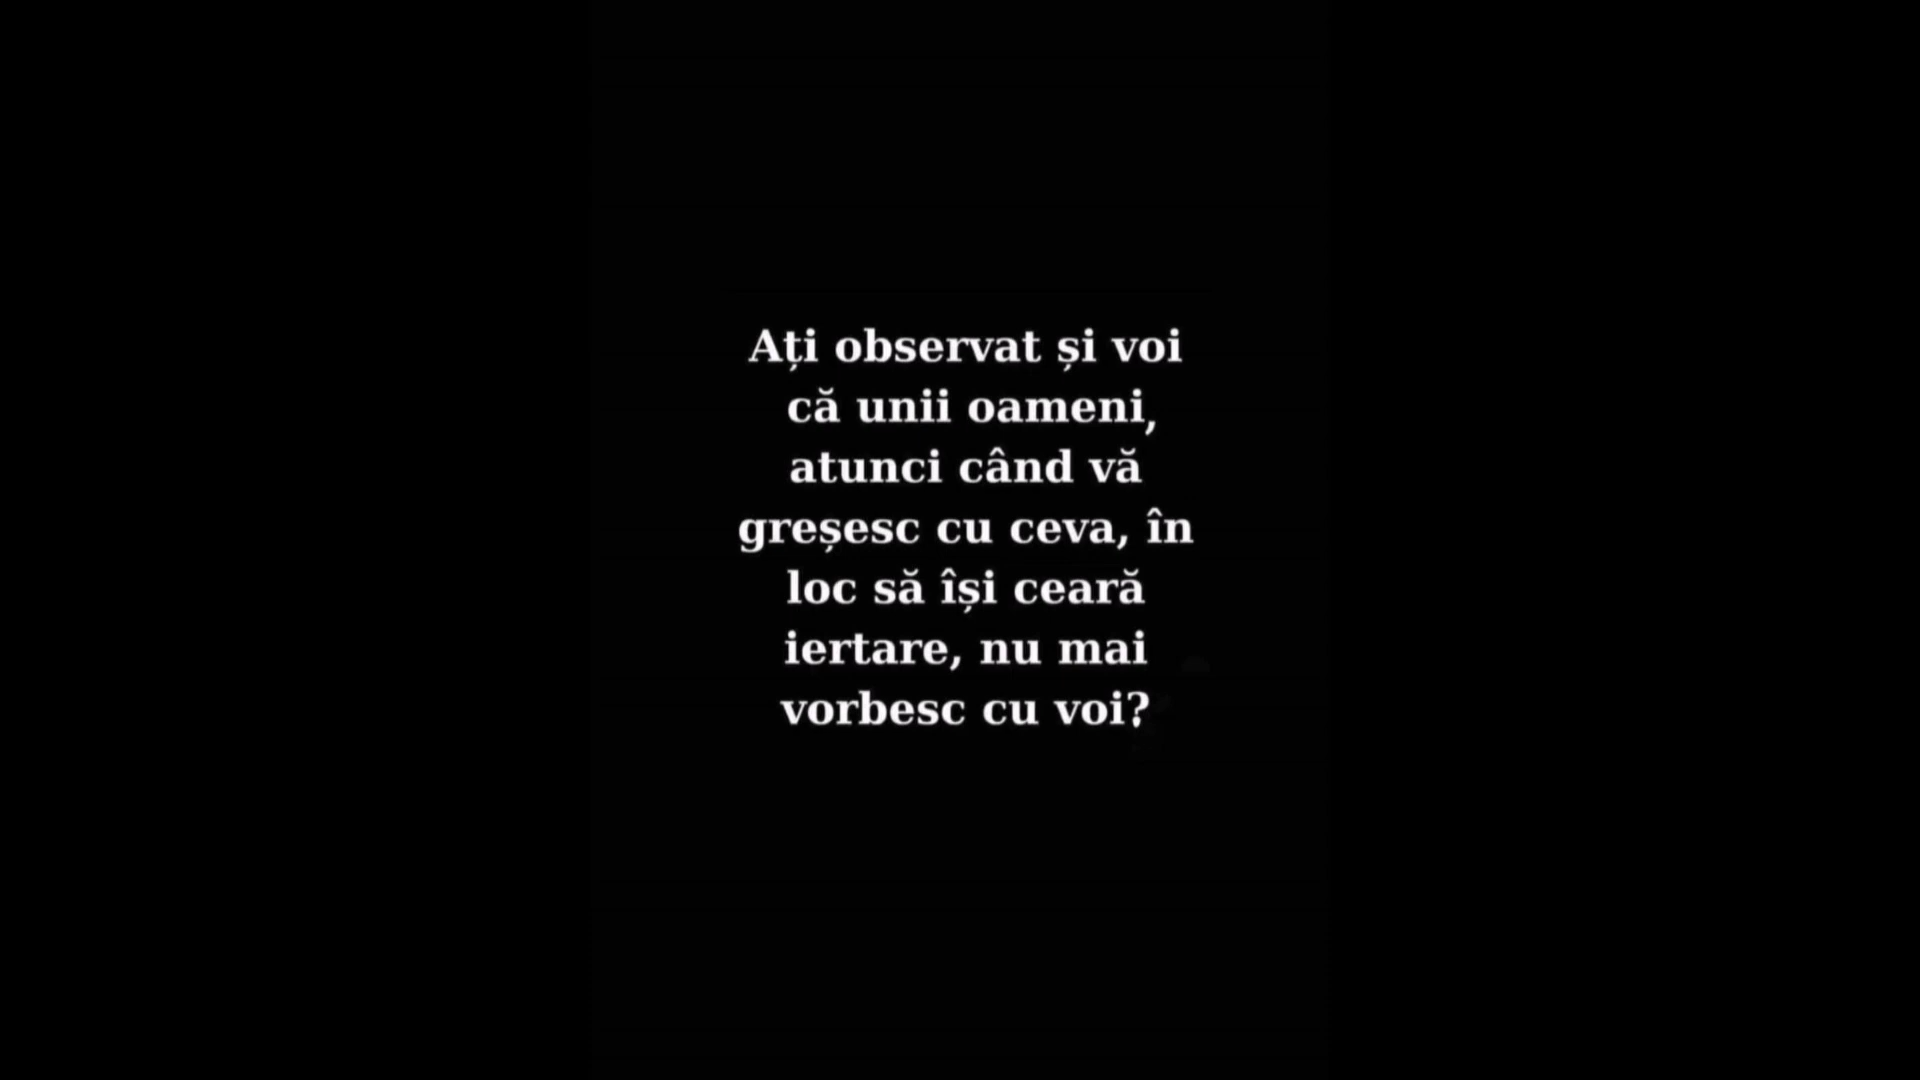 Ați observat și voi
că unii oameni,
atunci când vă
greșesc cu ceva, în
loc să își ceară
iertare, nu mai
vorbesc cu voi?